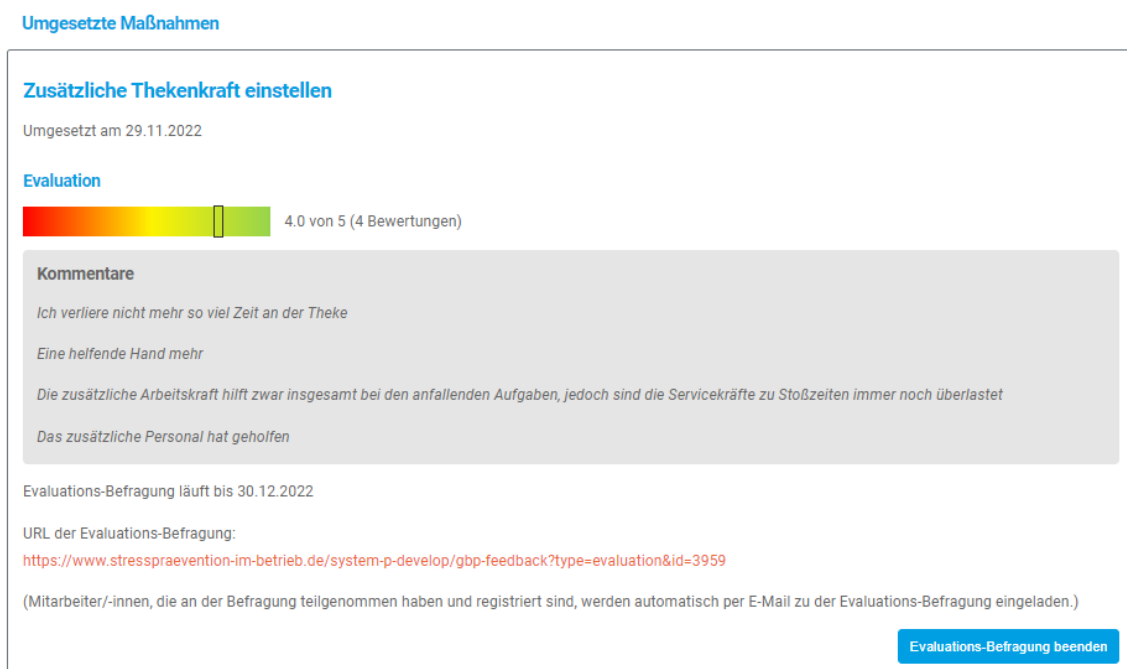 Umgesetzte Maßnahmen
Zusätzliche Thekenkraft einstellen
Umgesetzt am 29.11.2022
Evaluation
4.0 von 5 (4 Bewertungen)
Kommentare
Ich verliere nicht mehr so viel Zeit an der Theke
Eine helfende Hand mehr
Die zusätzliche Arbeitskraft hilft zwar insgesamt bei den anfallenden Aufgaben, jedoch sind die Servicekräfte zu Stoßzeiten immer noch überlastet
Das zusätzliche Personal hat geholfen
Evaluations-Befragung läuft bis 30.12.2022
URL der Evaluations-Befragung:
https://www.stresspraevention-im-betrieb.de/system-p-develop/gbp-feedback?type=evaluation&id=3959
(Mitarbeiter/-innen, die an der Befragung teilgenommen haben und registriert sind, werden automatisch per E-Mail zu der Evaluations-Befragung eingeladen.)
Evaluations-Befragung beenden